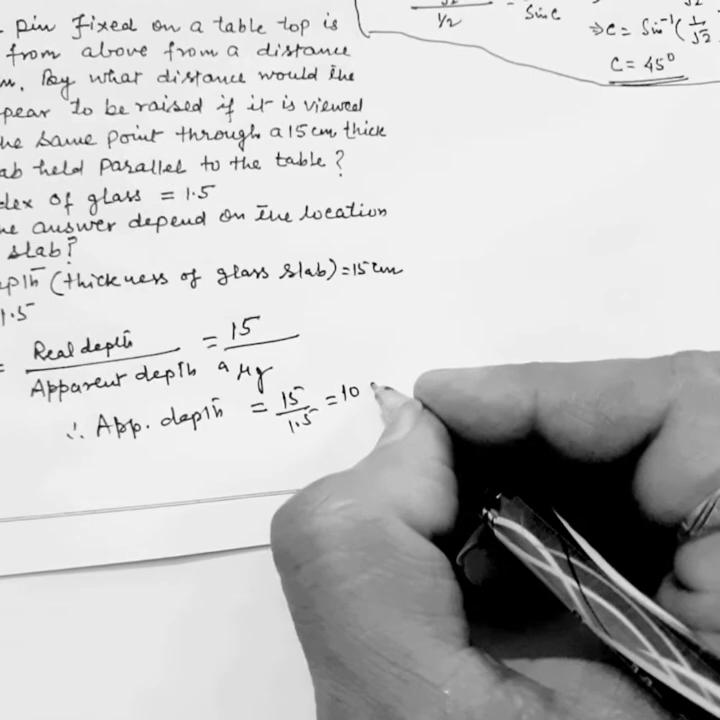 pin fixed on a table top is
from above from a distance
m. By what distance would the
pear to be raised if it is viewed
he same point through a 15 cm thick
ab held parallel to the table?
dex of glass = 1.5
he answer depend on the location
slab?
epth (thickness of glass slab) = 15 cm
1.5
= Real depth / Apparent depth = 15 / aμg
∴ App. depth = 15/1.5 = 10
1/2 = Sin C
⇒ C = Sin⁻¹(1/√2
C = 45°